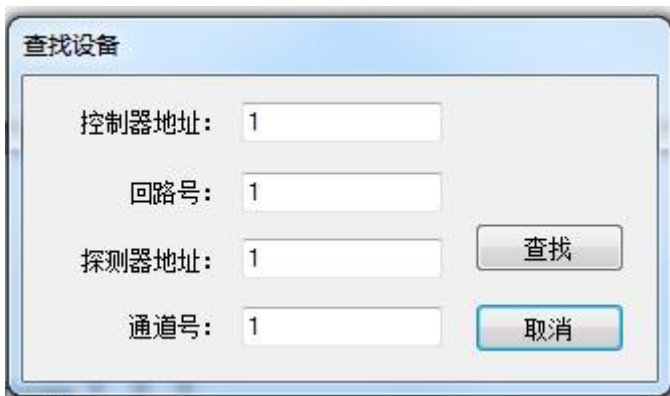 查找设备
控制器地址： 1
回路号： 1
探测器地址： 1
查找
通道号： 1
取消